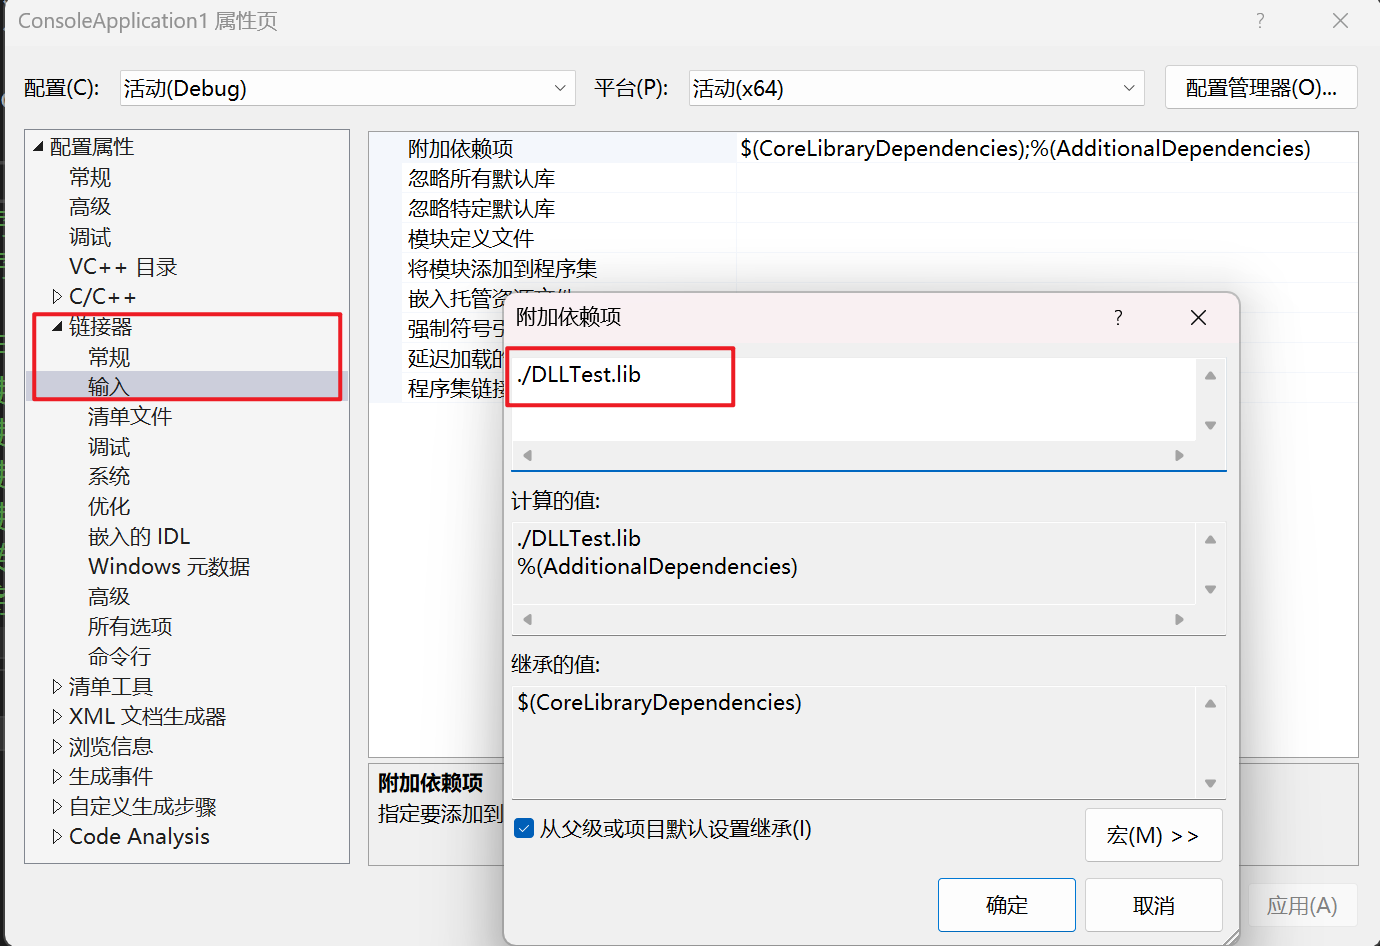 ConsoleApplication1 属性页
?
配置(C):
活动(Debug)
平台(P):
活动(x64)
配置管理器(O)...
配置属性
常规
高级
调试
VC++ 目录
C/C++
链接器
常规
输入
清单文件
调试
系统
优化
嵌入的 IDL
Windows 元数据
高级
所有选项
命令行
清单工具
XML 文档生成器
浏览信息
生成事件
自定义生成步骤
Code Analysis
附加依赖项
$(CoreLibraryDependencies);%(AdditionalDependencies)
忽略所有默认库
忽略特定默认库
模块定义文件
将模块添加到程序集
嵌入托管资源文件
强制符号引
延迟加载的
程序集链接
附加依赖项
指定要添加到
附加依赖项
?
./DLLTest.lib
计算的值:
./DLLTest.lib
%(AdditionalDependencies)
继承的值:
$(CoreLibraryDependencies)
从父级或项目默认设置继承(I)
宏(M) >>
确定
取消
应用(A)